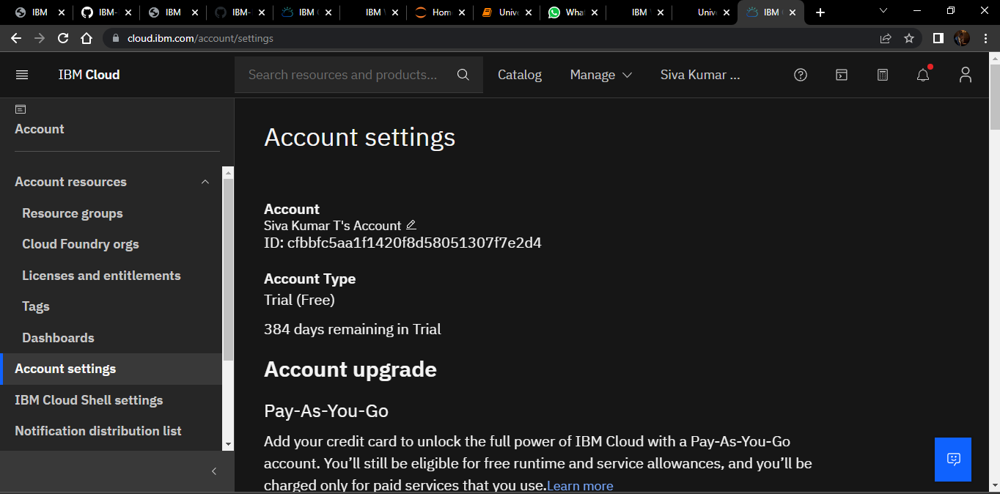 IBM
IBM-
IBM
IBM-
IBM
IBM
Hom
Unive
What
IBM
Unive
IBM
cloud.ibm.com/account/settings
IBM Cloud
Search resources and products...
Catalog
Manage
Siva Kumar ...
Account
Account resources
Resource groups
Cloud Foundry orgs
Licenses and entitlements
Tags
Dashboards
Account settings
IBM Cloud Shell settings
Notification distribution list
Account settings
Account
Siva Kumar T's Account
ID: cfbbfc5aa1f1420f8d58051307f7e2d4
Account Type
Trial (Free)
384 days remaining in Trial
Account upgrade
Pay-As-You-Go
Add your credit card to unlock the full power of IBM Cloud with a Pay-As-You-Go
account. You’ll still be eligible for free runtime and service allowances, and you’ll be
charged only for paid services that you use.Learn more